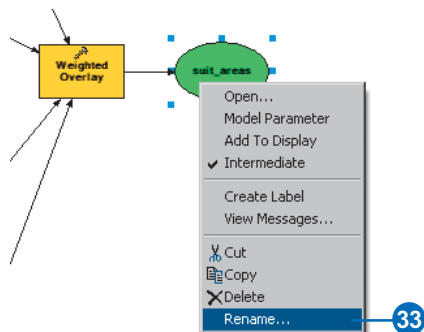 Weighted
Overlay
suit_areas
Open...
Model Parameter
Add To Display
Intermediate
Create Label
View Messages...
Cut
Copy
Delete
Rename...
33